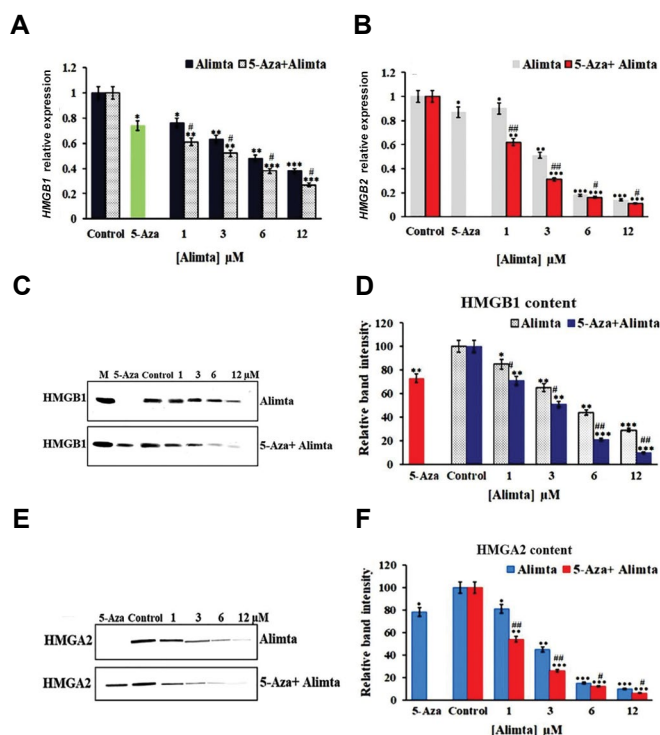 A
Alimta 5-Aza+Alimta
HMGB1 relative expression
1.2
1
0.8
0.6
0.4
0.2
0
* * # ** ** # ** ** # *** *** # ***
Control 5-Aza 1 3 6 12
[Alimta] µM
B
Alimta 5-Aza+ Alimta
HMGB2 relative expression
1.2
1
0.8
0.6
0.4
0.2
0
* * ## ** ** ## *** *** # *** *** # ***
Control 5-Aza 1 3 6 12
[Alimta] µM
C
M 5-Aza Control 1 3 6 12 µM
HMGB1 Alimta
HMGB1 5-Aza+ Alimta
D
HMGB1 content
Alimta 5-Aza+Alimta
Relative band intensity
120
100
80
60
40
20
0
** * # ** ** # ** ** ## *** *** ## ***
5-Aza Control 1 3 6 12
[Alimta] µM
E
5-Aza Control 1 3 6 12 µM
HMGA2 Alimta
HMGA2 5-Aza+ Alimta
F
HMGA2 content
Alimta 5-Aza+ Alimta
Relative band intensity
120
100
80
60
40
20
0
* * ## ** ** ## *** *** # *** *** # ***
5-Aza Control 1 3 6 12
[Alimta] µM